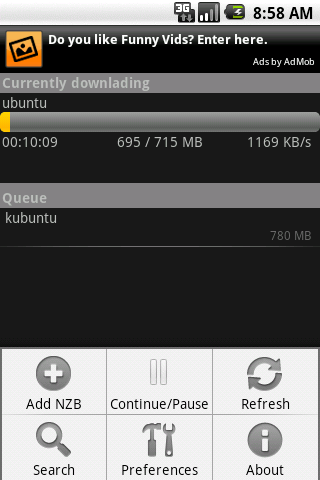 3G 8:58 AM
Do you like Funny Vids? Enter here.
Ads by AdMob
Currently downlading
ubuntu
00:10:09 695 / 715 MB 1169 KB/s
Queue
kubuntu
780 MB
Add NZB Continue/Pause Refresh
Search Preferences About